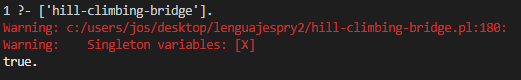 1 ?- ['hill-climbing-bridge'].
Warning: c:/users/jos/desktop/lenguajespry2/hill-climbing-bridge.pl:180:
Warning:    Singleton variables: [X]
true.